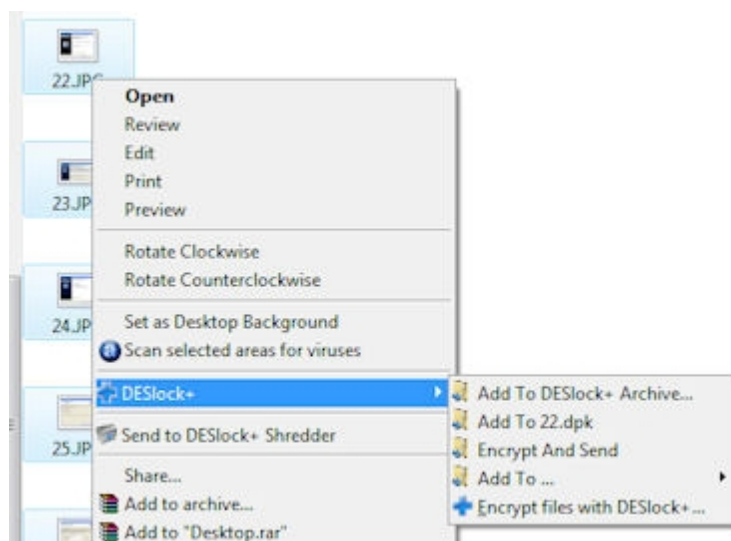 22.JPG
Open
Review
Edit
Print
Preview
23.JP
Rotate Clockwise
Rotate Counterclockwise
24.JP
Set as Desktop Background
Scan selected areas for viruses
DESlock+
Add To DESlock+ Archive...
Add To 22.dpk
Send to DESlock+ Shredder
25.JP
Encrypt And Send
Share...
Add To ...
Add to archive...
Encrypt files with DESlock+ ...
Add to "Desktop.rar"